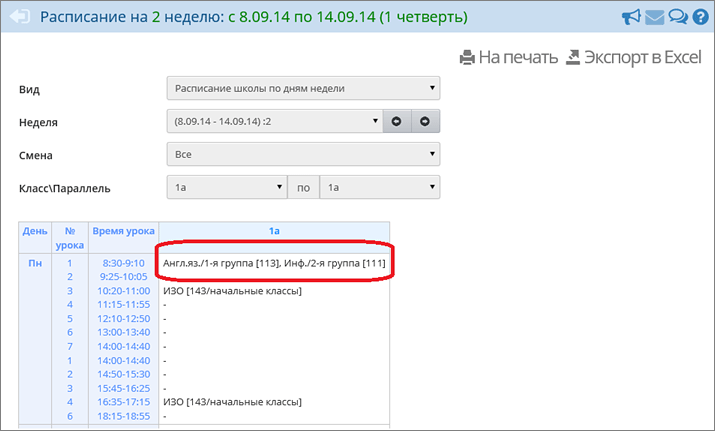 Расписание на 2 неделю: с 8.09.14 по 14.09.14 (1 четверть)
На печать Экспорт в Excel
Вид Расписание школы по дням недели
Неделя (8.09.14 - 14.09.14) :2
Смена Все
Класс\Параллель 1а по 1а
День № урока Время урока 1а
Пн 1 8:30-9:10 Англ.яз./1-я группа [113], Инф./2-я группа [111]
2 9:25-10:05
3 10:20-11:00 ИЗО [143/начальные классы]
4 11:15-11:55 -
5 12:10-12:50 -
6 13:00-13:40 -
7 14:00-14:40 -
1 14:00-14:40 -
2 14:50-15:30 -
3 15:45-16:25 -
4 16:35-17:15 ИЗО [143/начальные классы]
6 18:15-18:55 -